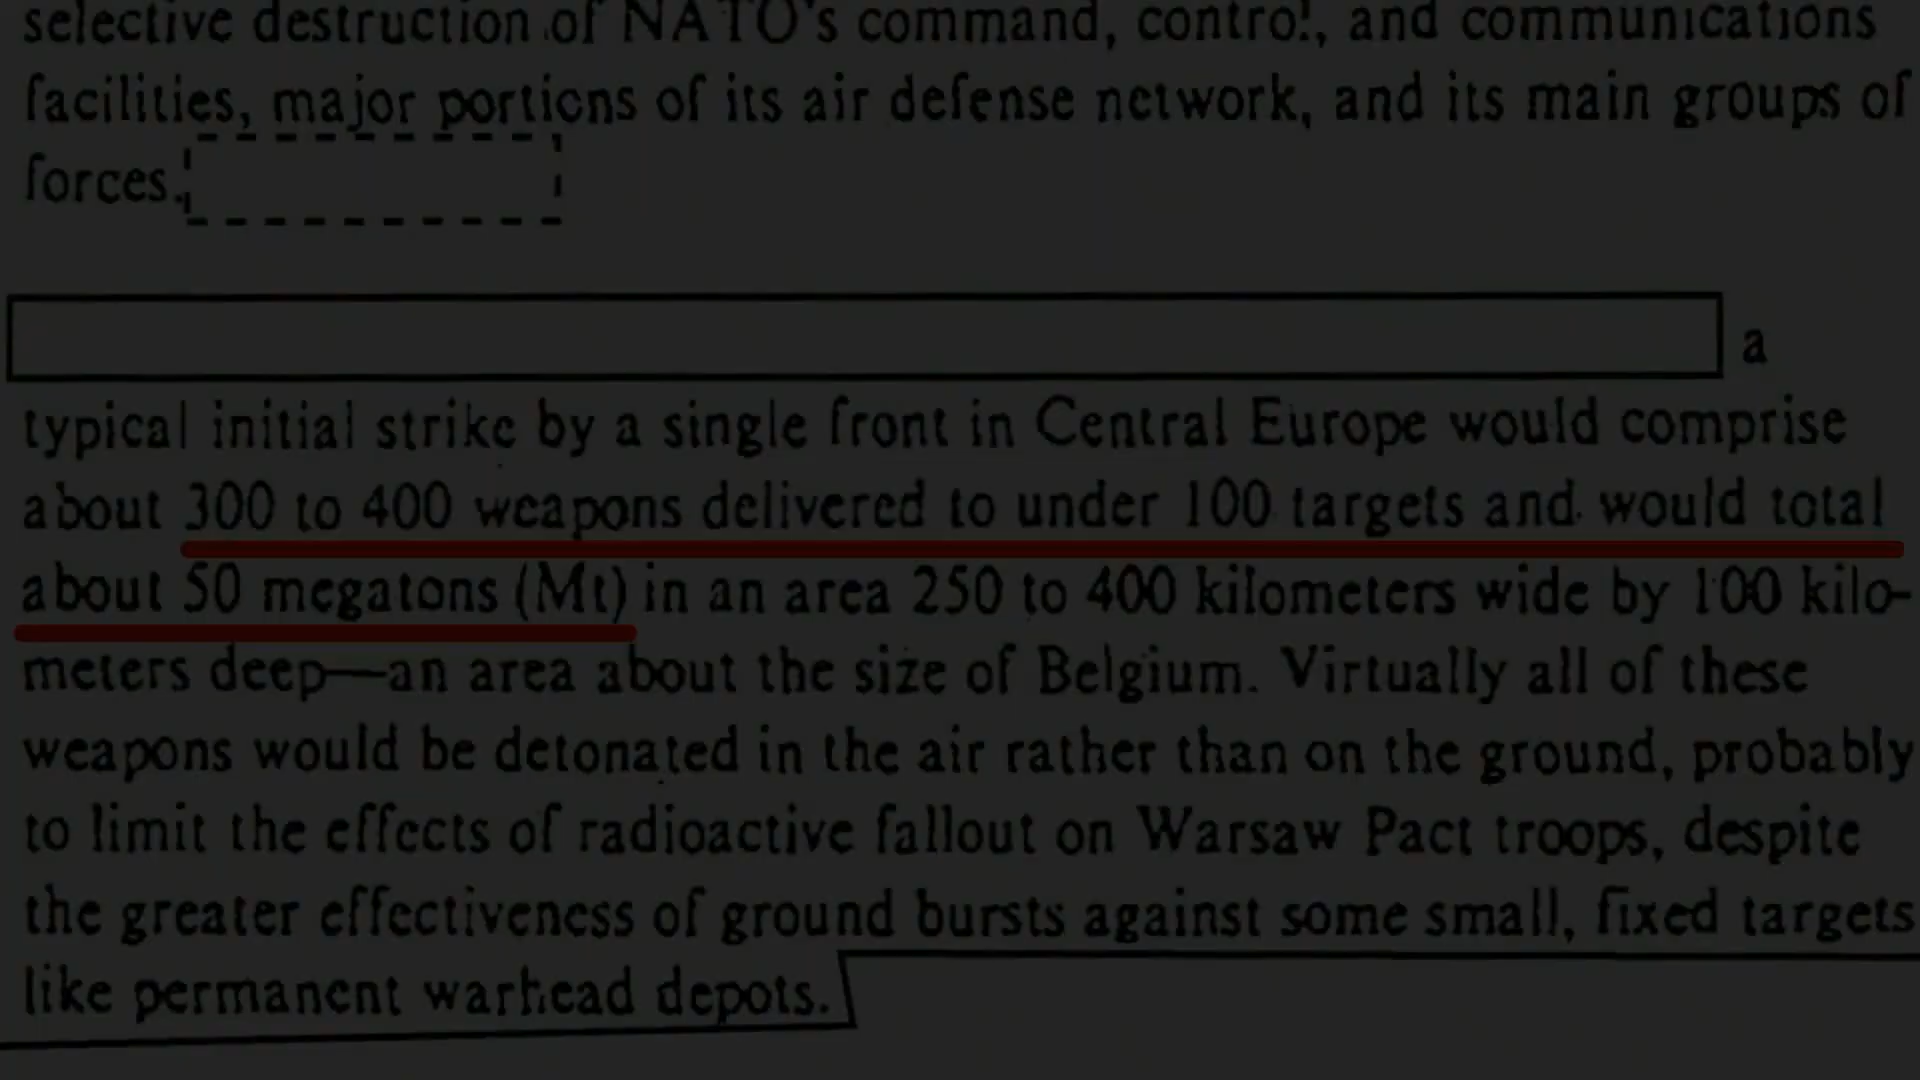 selective destruction of NATO's command, control, and communications
facilities, major portions of its air defense network, and its main groups of
forces.
a
typical initial strike by a single front in Central Europe would comprise
about 300 to 400 weapons delivered to under 100 targets and would total
about 50 megatons (Mt) in an area 250 to 400 kilometers wide by 100 kilo-
meters deep—an area about the size of Belgium. Virtually all of these
weapons would be detonated in the air rather than on the ground, probably
to limit the effects of radioactive fallout on Warsaw Pact troops, despite
the greater effectiveness of ground bursts against some small, fixed targets
like permanent warhead depots.